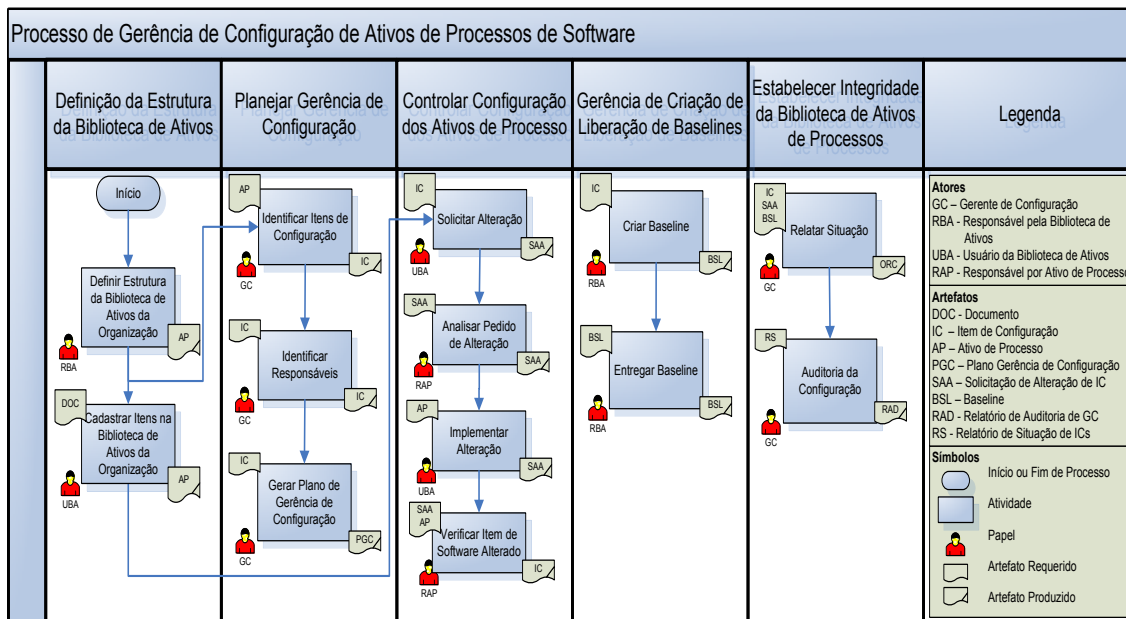 Processo de Gerência de Configuração de Ativos de Processos de Software
Definição da Estrutura
da Biblioteca de Ativos
Planejar Gerência de
Configuração
Controlar Configuração
dos Ativos de Processo
Gerência de Criação de
Liberação de Baselines
Estabelecer Integridade
da Biblioteca de Ativos
de Processos
Legenda
Início
Definir Estrutura
da Biblioteca de
Ativos da
Organização
AP
RBA
DOC
Cadastrar Itens na
Biblioteca de
Ativos da
Organização
AP
UBA
AP
Identificar Itens de
Configuração
IC
GC
IC
Identificar
Responsáveis
IC
GC
IC
Gerar Plano de
Gerência de
Configuração
PGC
GC
IC
Solicitar Alteração
SAA
UBA
SAA
Analisar Pedido
de Alteração
SAA
RAP
AP
Implementar
Alteração
SAA
UBA
SAA
AP
Verificar Item de
Software Alterado
IC
RAP
IC
Criar Baseline
BSL
RBA
BSL
Entregar Baseline
BSL
RBA
IC
SAA
BSL
Relatar Situação
ORC
GC
RS
Auditoria da
Configuração
RAD
GC
Atores
GC – Gerente de Configuração
RBA - Responsável pela Biblioteca de
Ativos
UBA - Usuário da Biblioteca de Ativos
RAP - Responsável por Ativo de Processo
Artefatos
DOC - Documento
IC – Item de Configuração
AP – Ativo de Processo
PGC – Plano Gerência de Configuração
SAA – Solicitação de Alteração de IC
BSL – Baseline
RAD - Relatório de Auditoria de GC
RS - Relatório de Situação de ICs
Símbolos
Início ou Fim de Processo
Atividade
Papel
Artefato Requerido
Artefato Produzido